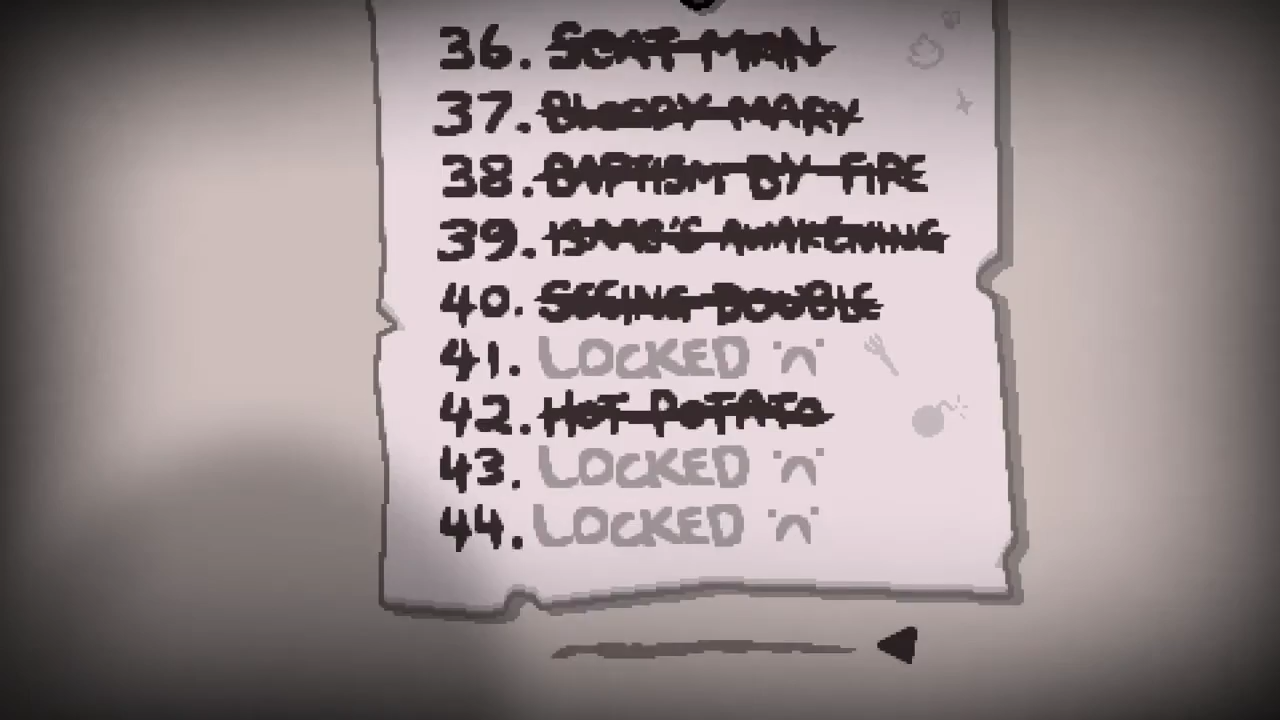 36. SCAT MAN
37. BLOODY MARY
38. BAPTISM BY FIRE
39. ISAAC'S AWAKENING
40. SEEING DOUBLE
41. LOCKED
42. HOT POTATO
43. LOCKED
44. LOCKED